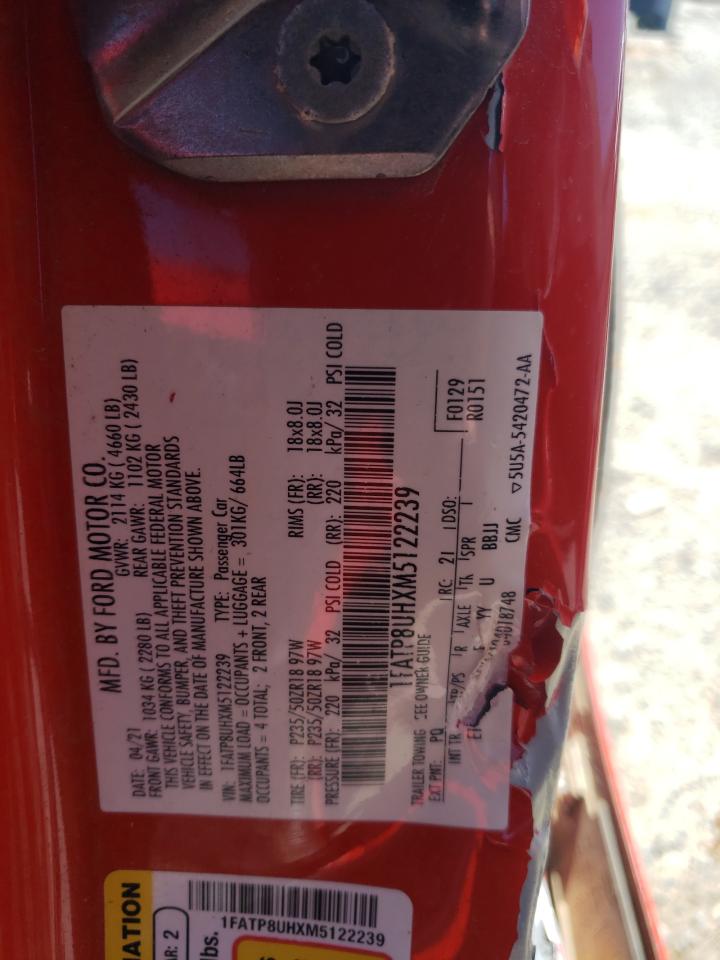 MFD. BY FORD MOTOR CO.
DATE: 04/21 GVWR: 2114 KG ( 4660 LB)
FRONT GAWR: 1034 KG ( 2280 LB) REAR GAWR: 1102 KG ( 2430 LB)
THIS VEHICLE CONFORMS TO ALL APPLICABLE FEDERAL MOTOR
VEHICLE SAFETY, BUMPER, AND THEFT PREVENTION STANDARDS
IN EFFECT ON THE DATE OF MANUFACTURE SHOWN ABOVE.
VIN: 1FATP8UHXM5122239 TYPE: Passenger Car
MAXIMUM LOAD = OCCUPANTS + LUGGAGE = 301KG/ 664LB
OCCUPANTS = 4 TOTAL; 2 FRONT, 2 REAR
TIRE (FR): P235/50ZR18 97W RIMS (FR): 18x8.0J
(RR): P235/50ZR18 97W (RR): 18x8.0J
PRESSURE (FR): 220 kPa/ 32 PSI COLD (RR): 220 kPa/ 32 PSI COLD
1FATP8UHXM5122239
TRAILER TOWING SEE OWNER GUIDE
EXT PNT: PQ RC: 21 DSO: F0129
R0151
INT TR TP/PS R AXLE TR SPR
E YY U BBJJ
CMC ▽5U5A-5420472-AA
MATION
AR: 2
lbs.
1FATP8UHXM5122239